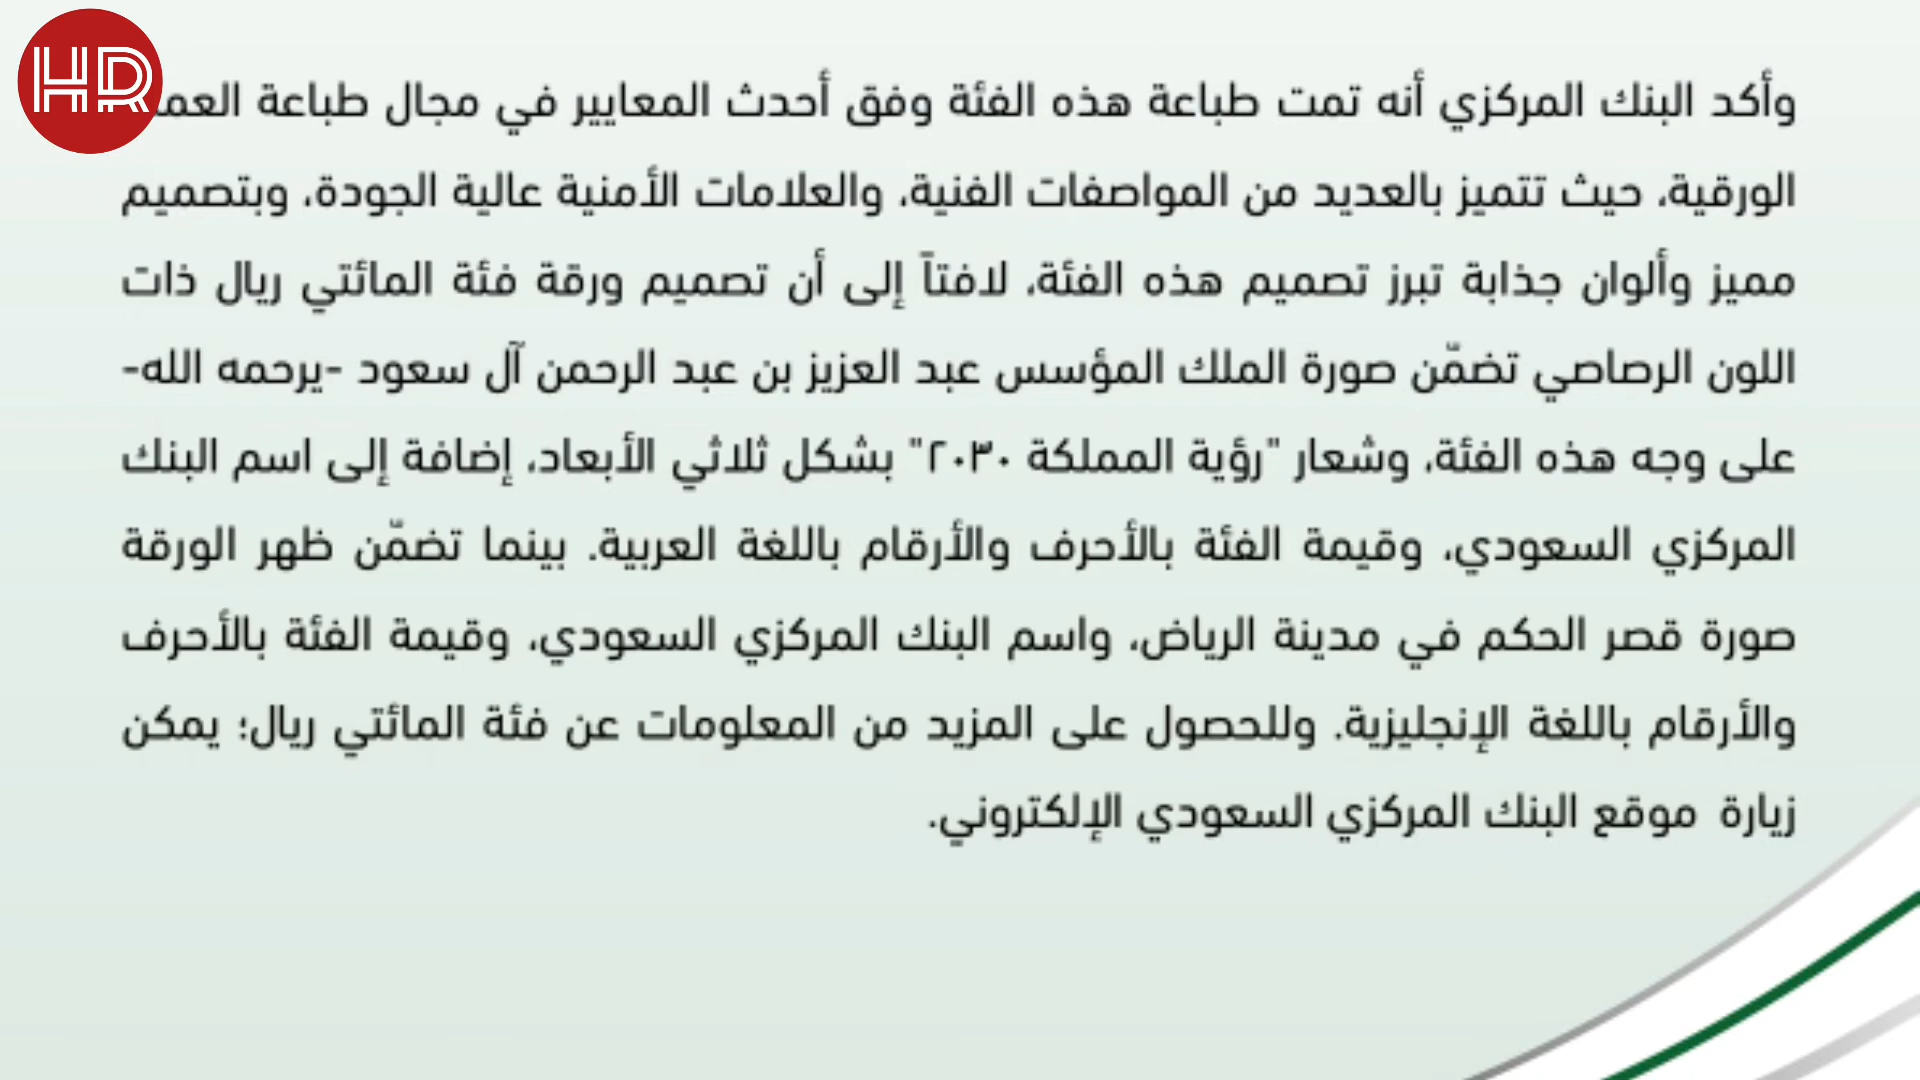 HR
وأكد البنك المركزي أنه تمت طباعة هذه الفئة وفق أحدث المعايير في مجال طباعة
الورقية، حيث تتميز بالعديد من المواصفات الفنية، والعلامات الأمنية عالية الجودة، وبتصميم
مميز وألوان جذابة تبرز تصميم هذه الفئة، لافتاً إلى أن تصميم ورقة فئة المائتي ريال ذات
اللون الرصاصي تضمّن صورة الملك المؤسس عبد العزيز بن عبد الرحمن آل سعود -يرحمه الله-
على وجه هذه الفئة، وشعار "رؤية المملكة ٢٠٣٠" بشكل ثلاثي الأبعاد، إضافة إلى اسم البنك
المركزي السعودي، وقيمة الفئة بالأحرف والأرقام باللغة العربية. بينما تضمّن ظهر الورقة
صورة قصر الحكم في مدينة الرياض، واسم البنك المركزي السعودي، وقيمة الفئة بالأحرف
والأرقام باللغة الإنجليزية. وللحصول على المزيد من المعلومات عن فئة المائتي ريال؛ يمكن
زيارة موقع البنك المركزي السعودي الإلكتروني.